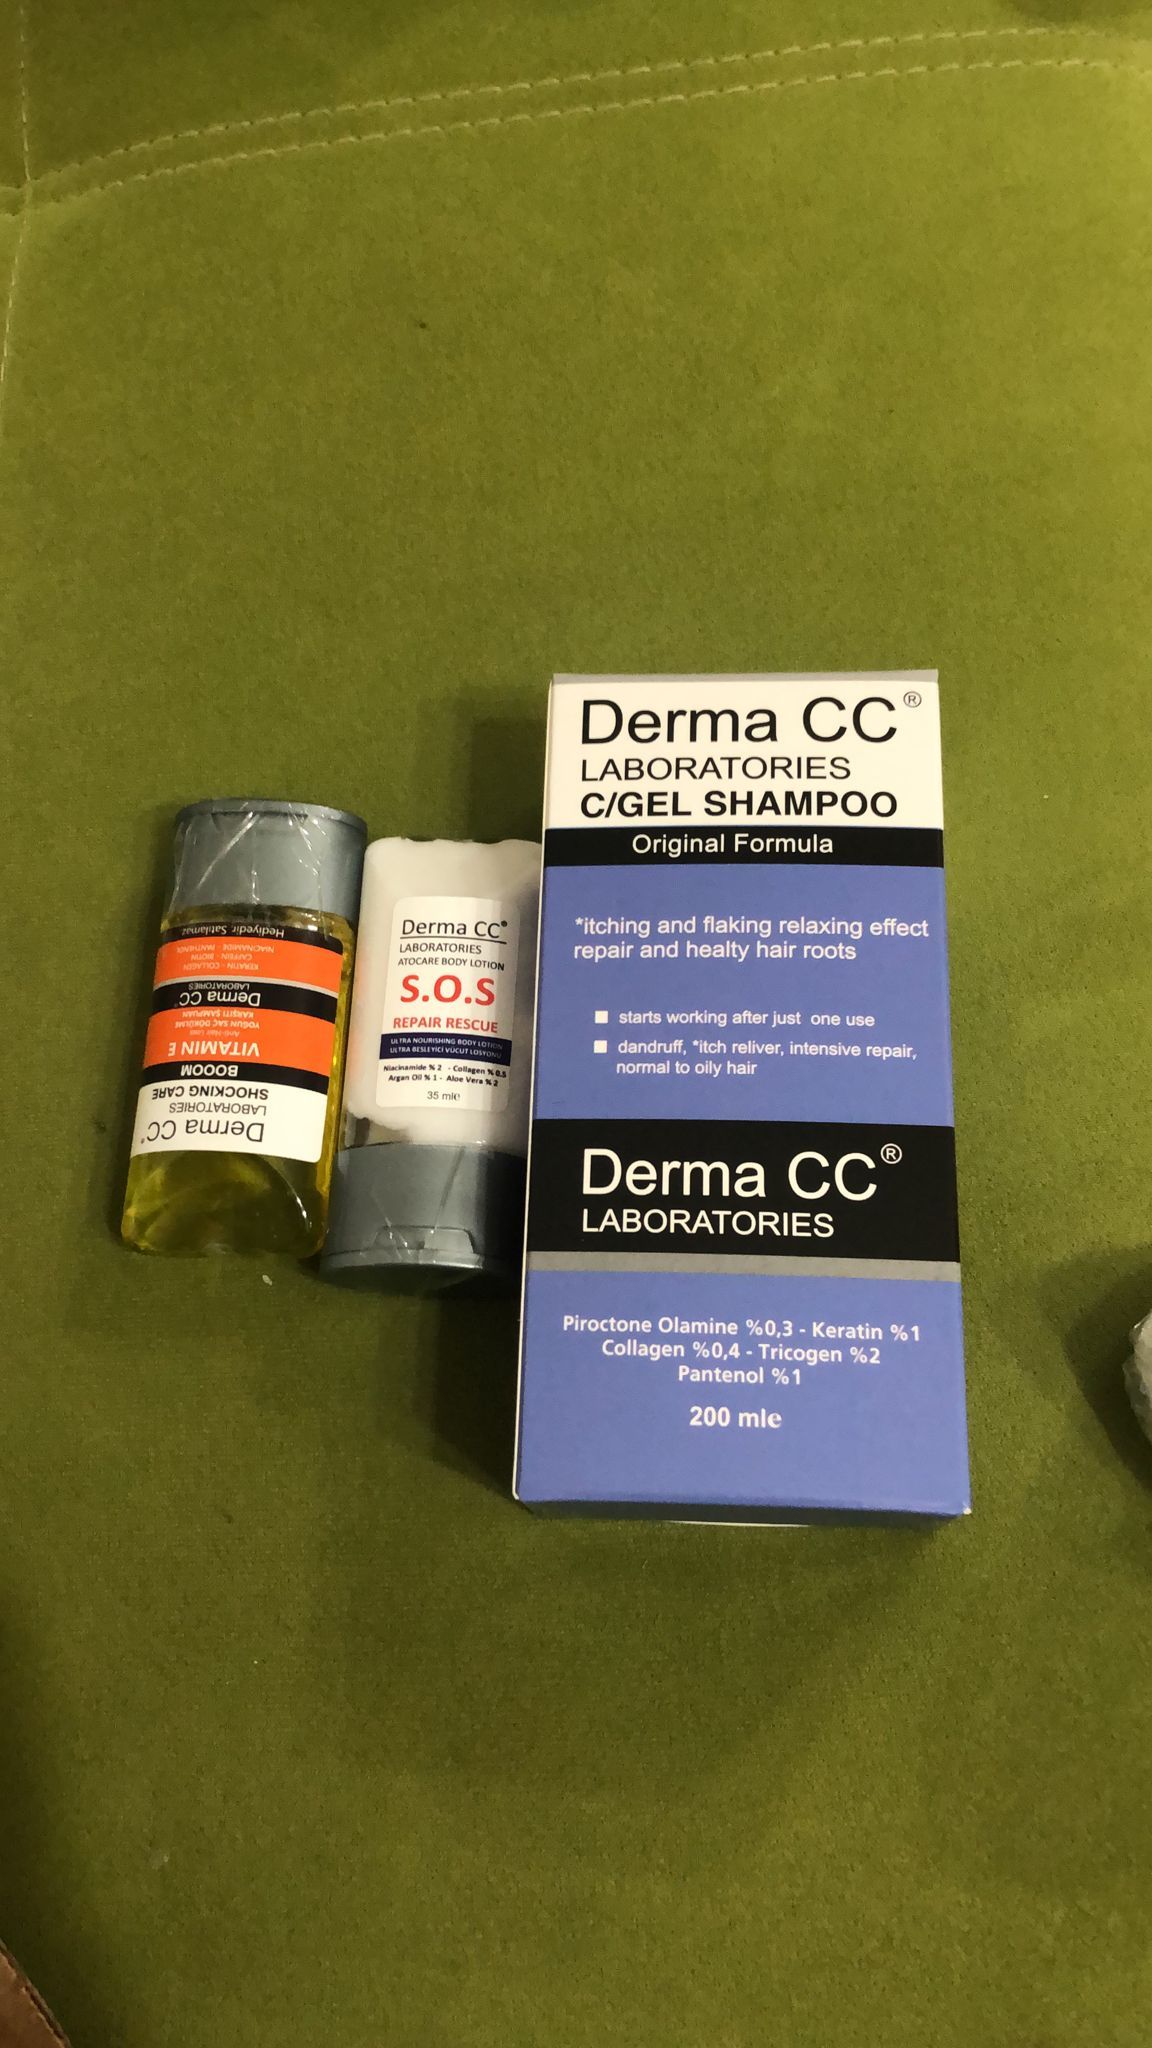 Derma CC®
LABORATORIES
C/GEL SHAMPOO
Original Formula
*itching and flaking relaxing effect
repair and healty hair roots
starts working after just one use
dandruff, *itch reliver, intensive repair,
normal to oily hair
Derma CC®
LABORATORIES
Piroctone Olamine %0,3 - Keratin %1
Collagen %0,4 - Tricogen %2
Pantenol %1
200 mle
Derma CC®
LABORATORIES
ATOCARE BODY LOTION
S.O.S
REPAIR RESCUE
ULTRA NOURISHING BODY LOTION
ULTRA BESLEYİCİ VÜCUT LOSYONU
Niacinamide % 2 - Collagen % 0.5
Argan Oil % 1 - Aloe Vera % 2
35 mle
Derma CC®
LABORATORIES
SHOCKING CARE
BOOOM
VITAMIN E
Anti-Hair Loss
YOĞUN SAÇ DÖKÜLME
KARŞITI ŞAMPUAN
Derma CC®
LABORATORIES
KERATIN - COLLAGEN
CAFFEIN - BIOTIN
NIACINAMIDE - PANTHENOL
Hediyedir Satılamaz